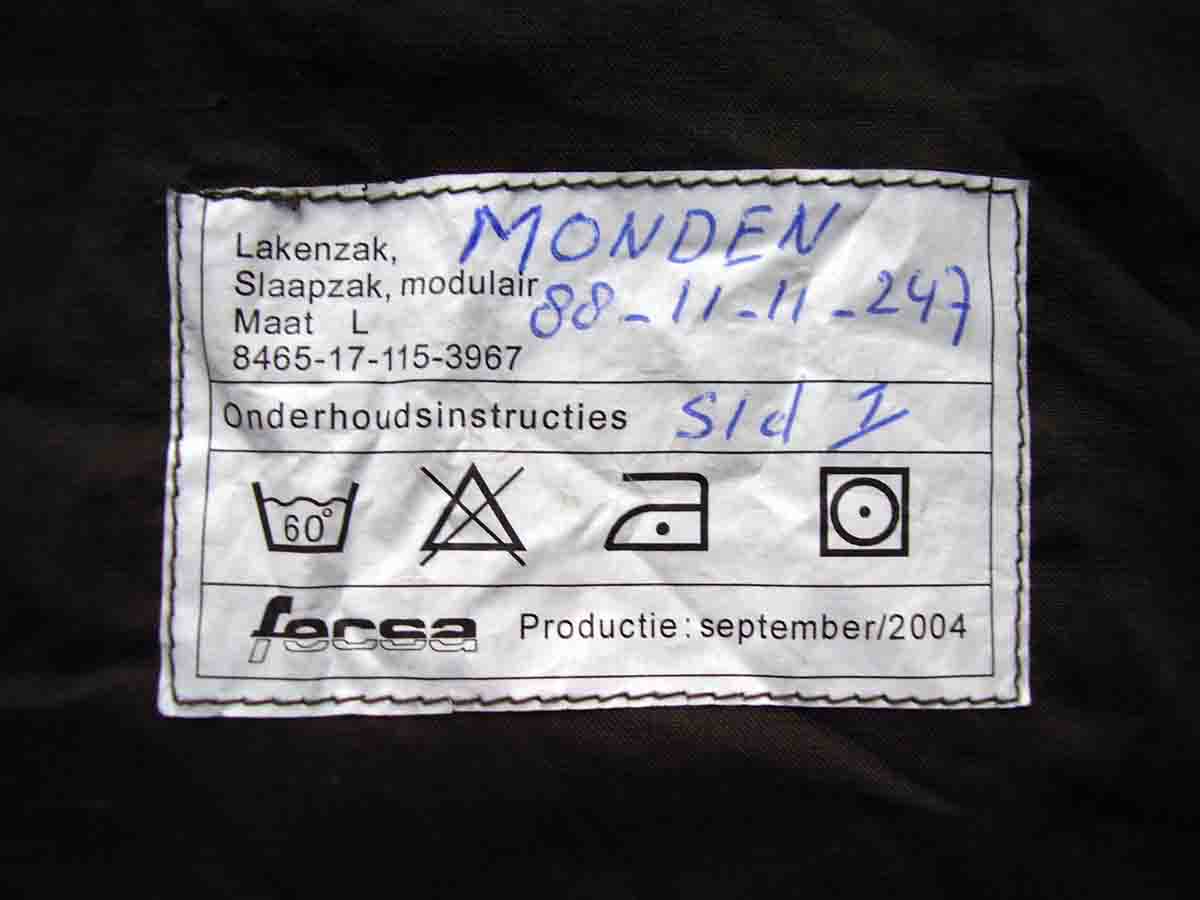 Lakenzak, MONDEN
Slaapzak, modulair 88-11-11-247
Maat L
8465-17-115-3967
Onderhoudsinstructies Sld I
60°
fecsa Productie: september/2004